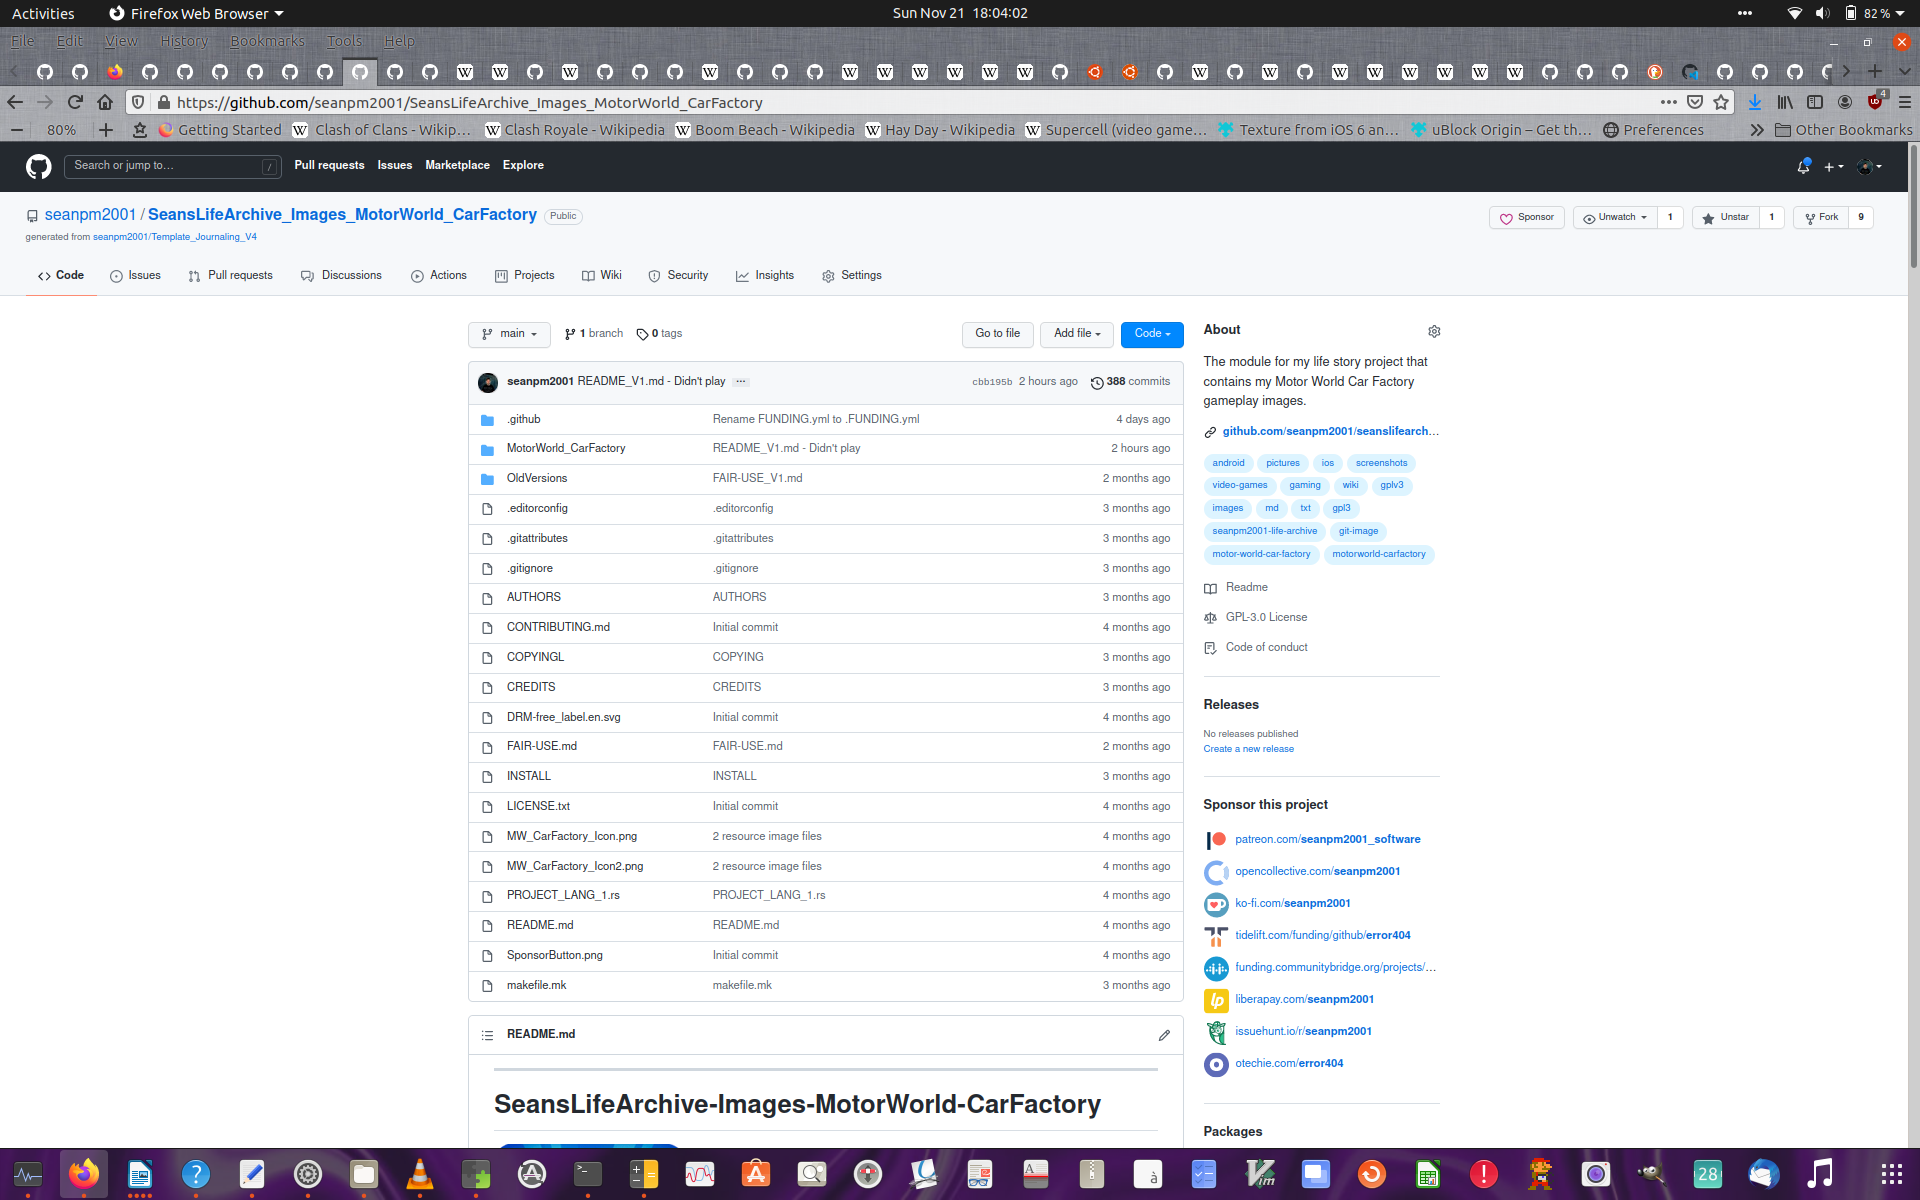 Activities Firefox Web Browser Sun Nov 21 18:04:02 82 %
File Edit View History Bookmarks Tools Help
https://github.com/seanpm2001/SeansLifeArchive_Images_MotorWorld_CarFactory 4
80% Getting Started Clash of Clans - Wikip… Clash Royale - Wikipedia Boom Beach - Wikipedia Hay Day - Wikipedia Supercell (video game… Texture from iOS 6 an… uBlock Origin – Get th… Preferences Other Bookmarks
Search or jump to… / Pull requests Issues Marketplace Explore
seanpm2001 / SeansLifeArchive_Images_MotorWorld_CarFactory Public Sponsor Unwatch 1 Unstar 1 Fork 9
generated from seanpm2001/Template_Journaling_V4
Code Issues Pull requests Discussions Actions Projects Wiki Security Insights Settings
main 1 branch 0 tags Go to file Add file Code
seanpm2001 README_V1.md - Didn't play ... cbb195b 2 hours ago 388 commits
.github Rename FUNDING.yml to .FUNDING.yml 4 days ago
MotorWorld_CarFactory README_V1.md - Didn't play 2 hours ago
OldVersions FAIR-USE_V1.md 2 months ago
.editorconfig .editorconfig 3 months ago
.gitattributes .gitattributes 3 months ago
.gitignore .gitignore 3 months ago
AUTHORS AUTHORS 3 months ago
CONTRIBUTING.md Initial commit 4 months ago
COPYINGL COPYING 3 months ago
CREDITS CREDITS 3 months ago
DRM-free_label.en.svg Initial commit 4 months ago
FAIR-USE.md FAIR-USE.md 2 months ago
INSTALL INSTALL 3 months ago
LICENSE.txt Initial commit 4 months ago
MW_CarFactory_Icon.png 2 resource image files 4 months ago
MW_CarFactory_Icon2.png 2 resource image files 4 months ago
PROJECT_LANG_1.rs PROJECT_LANG_1.rs 4 months ago
README.md README.md 4 months ago
SponsorButton.png Initial commit 4 months ago
makefile.mk makefile.mk 3 months ago
README.md
SeansLifeArchive-Images-MotorWorld-CarFactory
About
The module for my life story project that
contains my Motor World Car Factory
gameplay images.
github.com/seanpm2001/seanslifearch…
android pictures ios screenshots
video-games gaming wiki gplv3
images md txt gpl3
seanpm2001-life-archive git-image
motor-world-car-factory motorworld-carfactory
Readme
GPL-3.0 License
Code of conduct
Releases
No releases published
Create a new release
Sponsor this project
patreon.com/seanpm2001_software
opencollective.com/seanpm2001
ko-fi.com/seanpm2001
tidelift.com/funding/github/error404
funding.communitybridge.org/projects/…
liberapay.com/seanpm2001
issuehunt.io/r/seanpm2001
otechie.com/error404
Packages
28